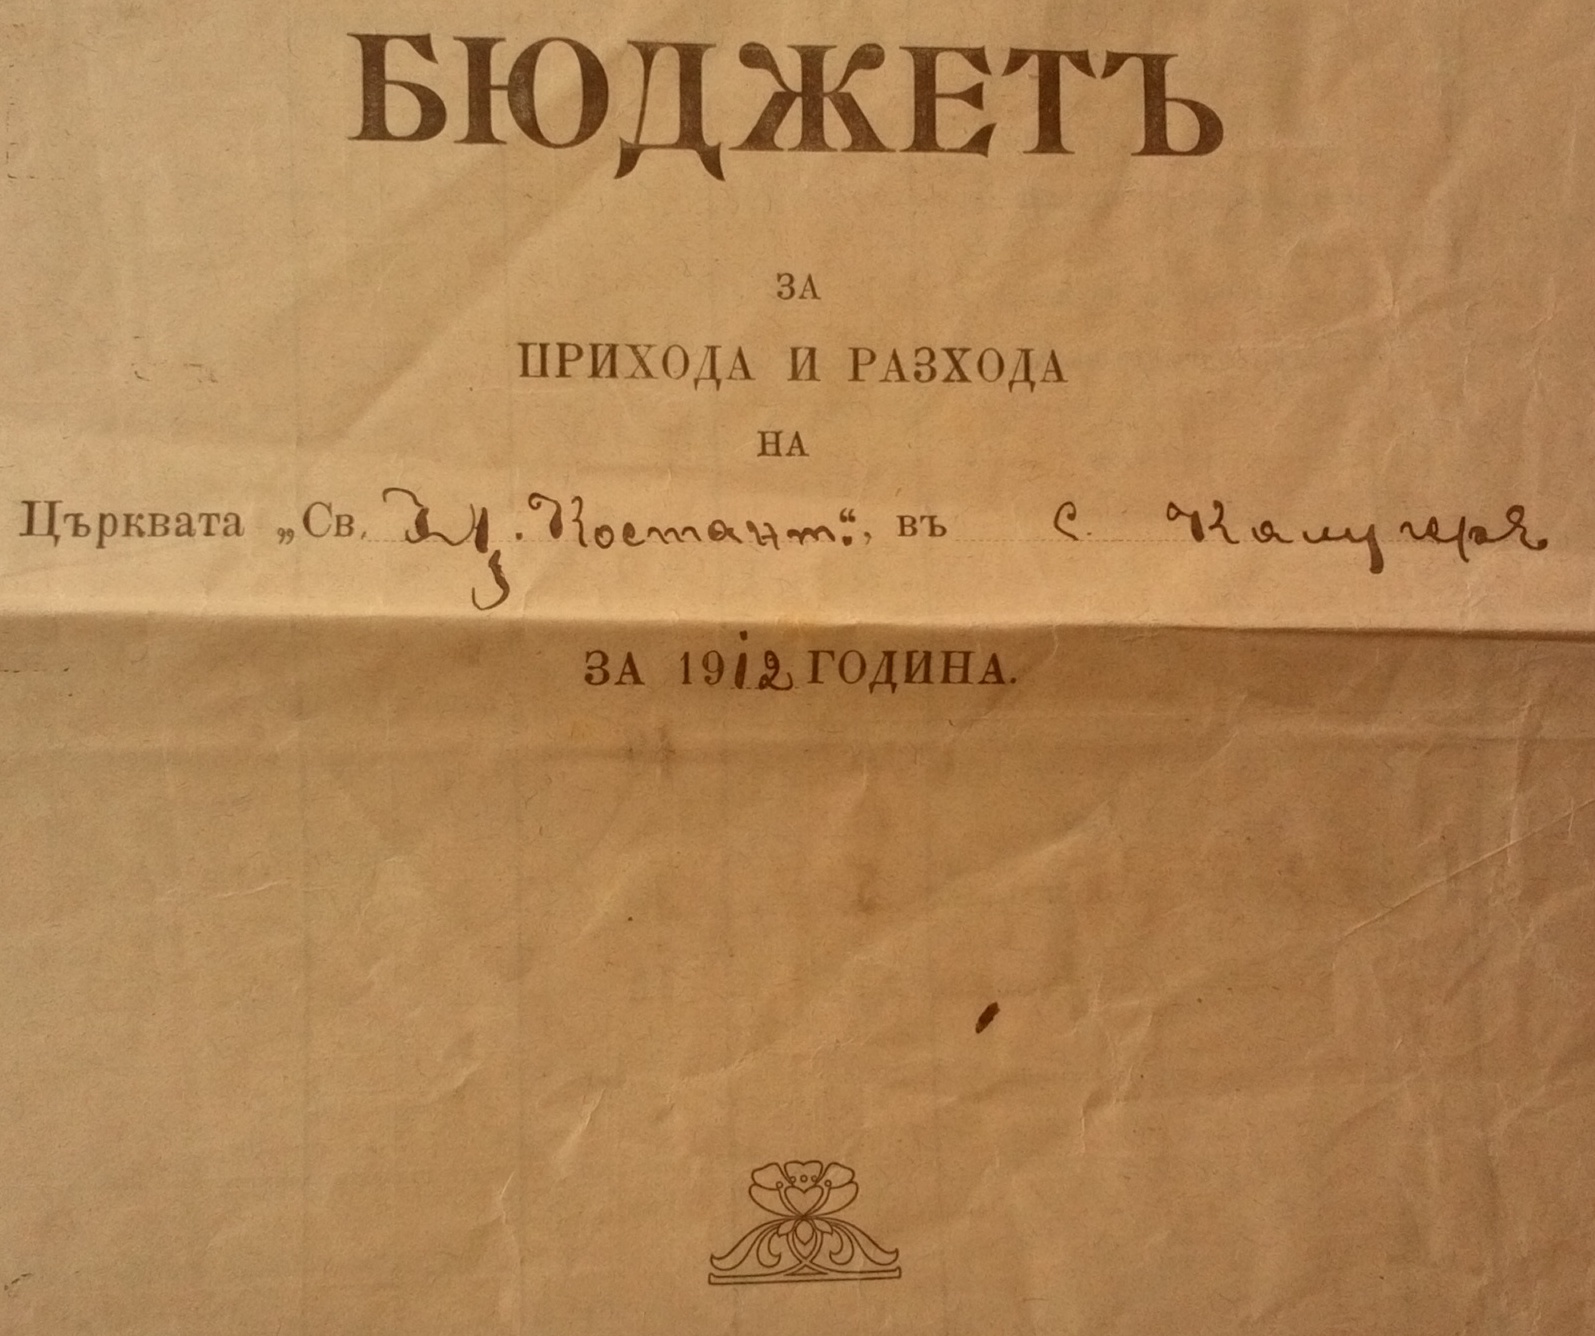 БЮДЖЕТЪ
ЗА
ПРИХОДА И РАЗХОДА
НА
Църквата „Св. Ц. Костант.“, въ с.
ЗА 1912 ГОДИНА.